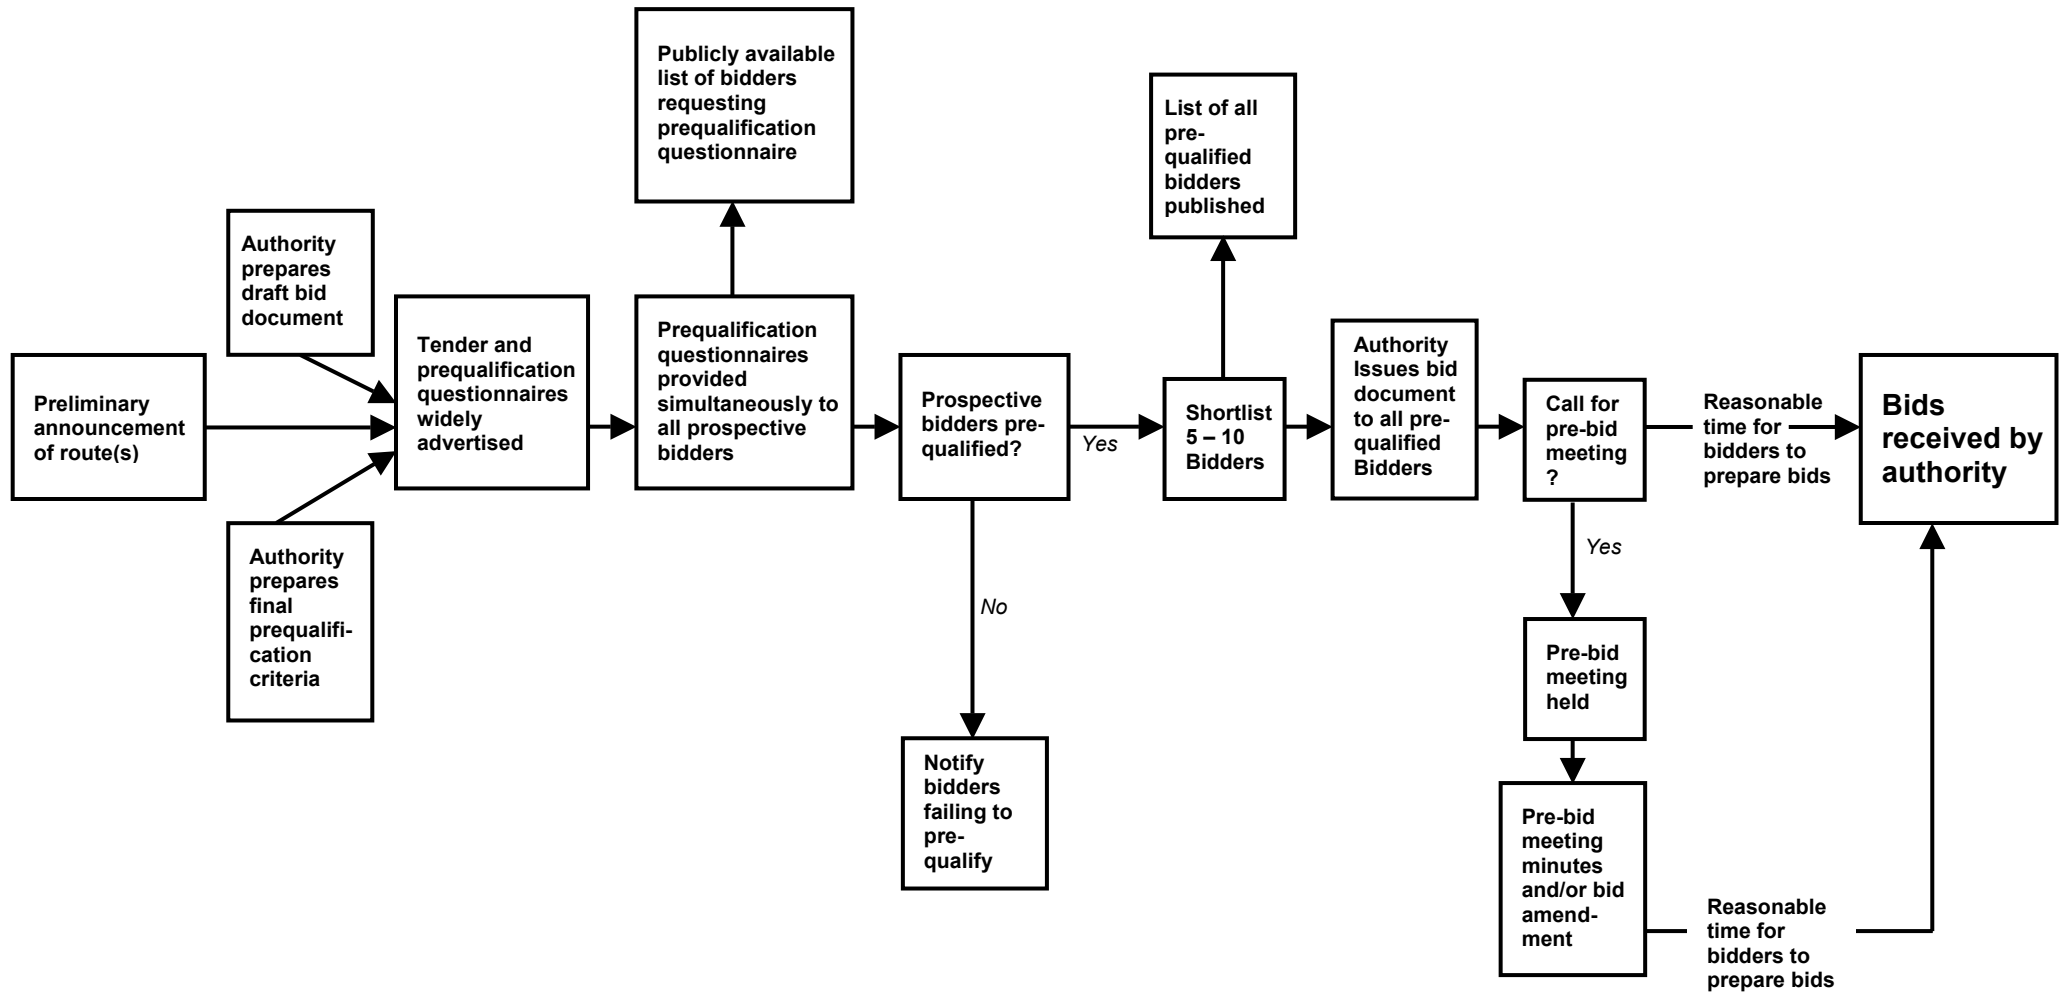 Publicly available
list of bidders
requesting
prequalification
questionnaire
List of all
pre-
qualified
bidders
published
Authority
prepares
draft bid
document
Preliminary
announcement
of route(s)
Authority
prepares
final
prequalifi-
cation
criteria
Tender and
prequalification
questionnaires
widely
advertised
Prequalification
questionnaires
provided
simultaneously to
all prospective
bidders
Prospective
bidders pre-
qualified?
Yes
No
Notify
bidders
failing to
pre-
qualify
Shortlist
5 – 10
Bidders
Authority
Issues bid
document
to all pre-
qualified
Bidders
Call for
pre-bid
meeting
?
Yes
Reasonable
time for
bidders to
prepare bids
Bids
received by
authority
Pre-bid
meeting
held
Pre-bid
meeting
minutes
and/or bid
amend-
ment
Reasonable
time for
bidders to
prepare bids